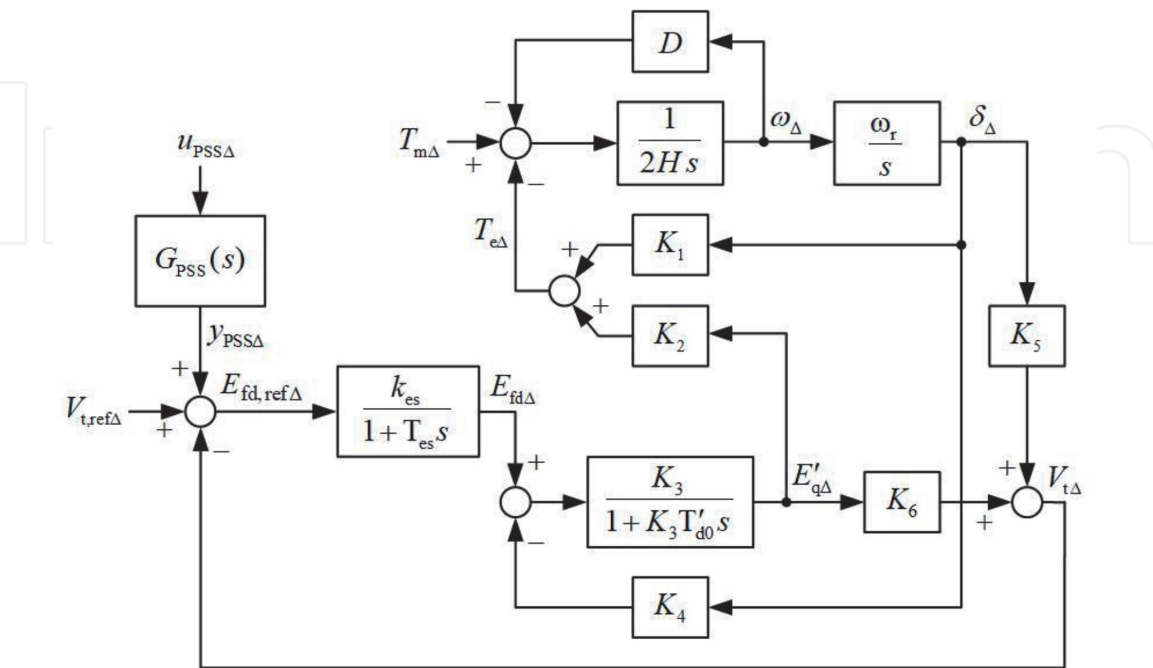 D
−
T_mΔ
+
−
1
2H s
ω_Δ
ω_r
s
δ_Δ
u_PSSΔ
G_PSS(s)
y_PSSΔ
T_eΔ
+
K_1
+
K_2
K_5
+
V_t,refΔ
+
−
E_fd,refΔ
k_es
1 + T_es s
E_fdΔ
+
−
K_3
1 + K_3 T′_d0 s
E′_qΔ
K_6
+
+
V_tΔ
K_4